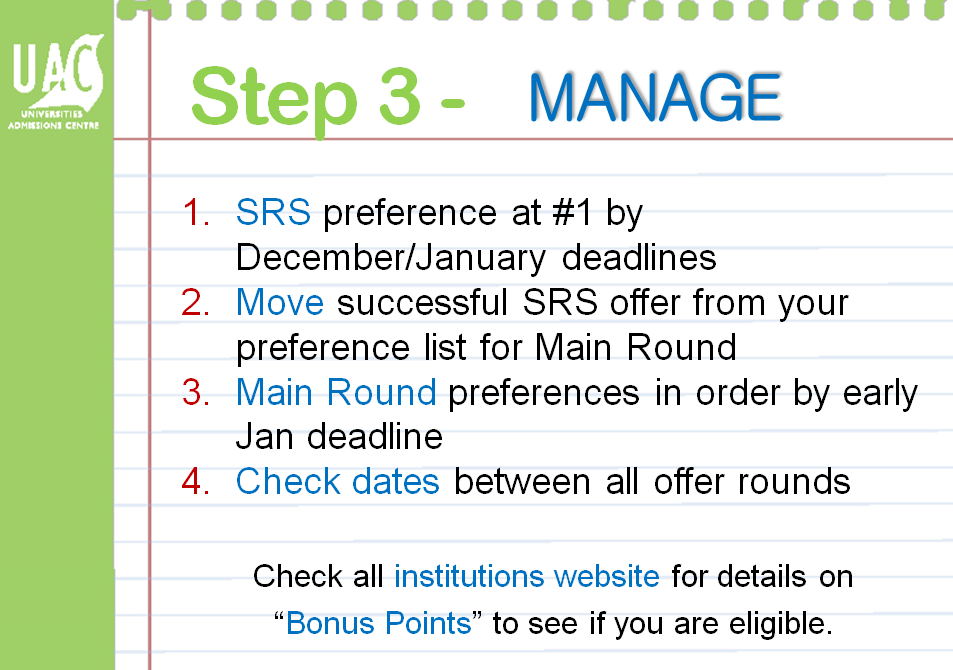 UAC
UNIVERSITIES
ADMISSIONS CENTRE
Step 3 - MANAGE
1. SRS preference at #1 by
December/January deadlines
2. Move successful SRS offer from your
preference list for Main Round
3. Main Round preferences in order by early
Jan deadline
4. Check dates between all offer rounds
Check all institutions website for details on
“Bonus Points” to see if you are eligible.